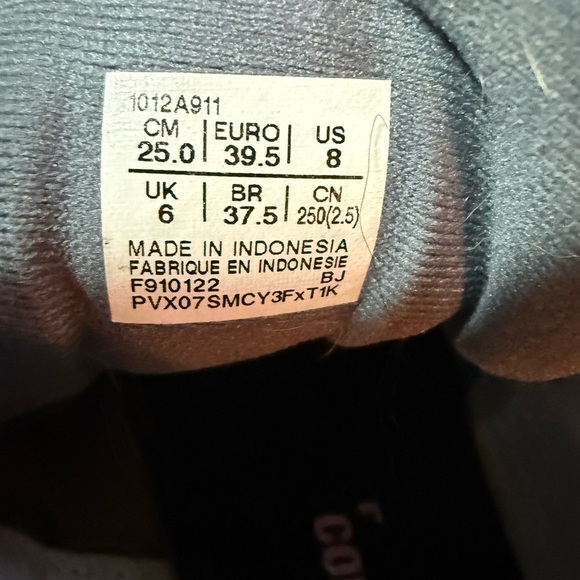 1012A911
CM | EURO | US
25.0 | 39.5 | 8
UK | BR | CN
6 | 37.5 | 250(2.5)
MADE IN INDONESIA
FABRIQUE EN INDONESIE
F910122 BJ
PVX07SMCY3FxT1K